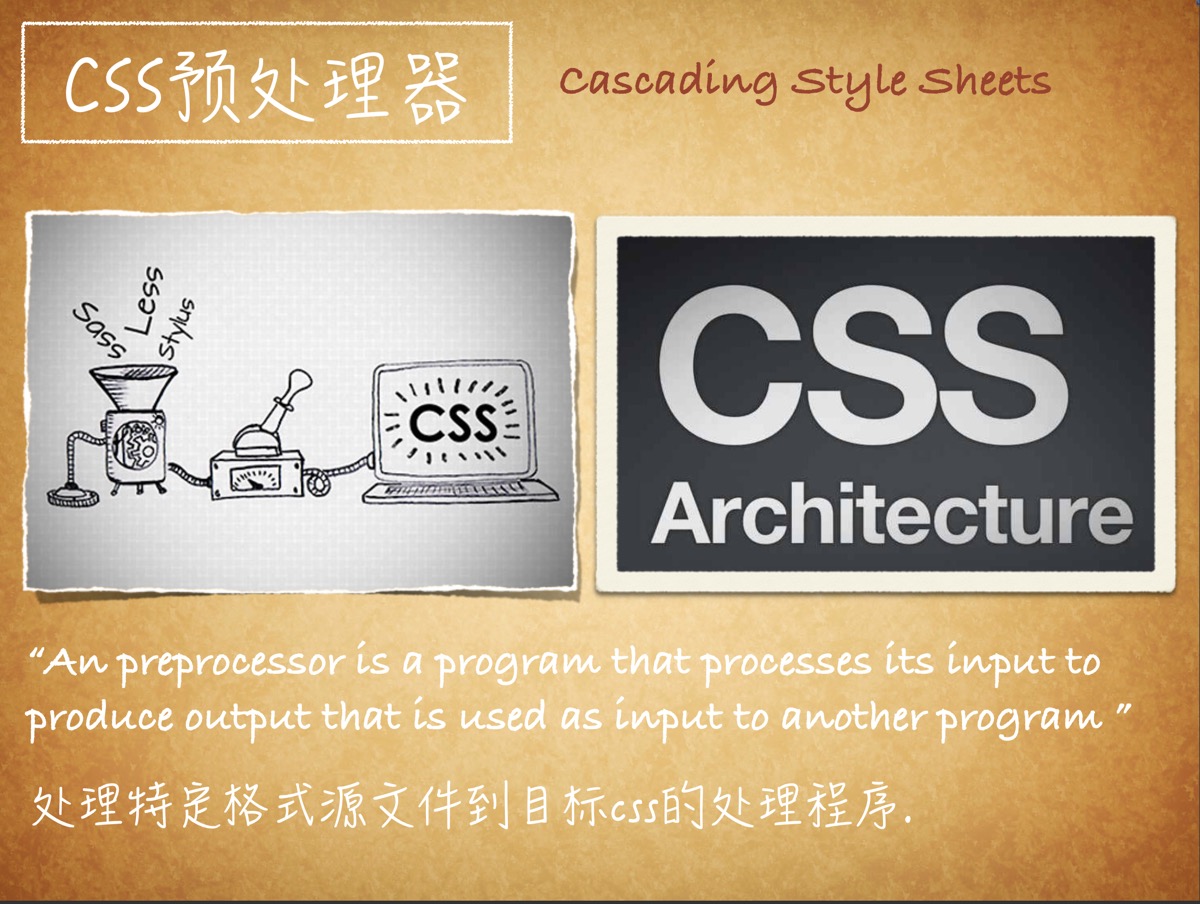 CSS预处理器
Cascading Style Sheets
Sass
Less
Stylus
CSS
CSS
Architecture
“An preprocessor is a program that processes its input to
produce output that is used as input to another program ”
处理特定格式源文件到目标css的处理程序.